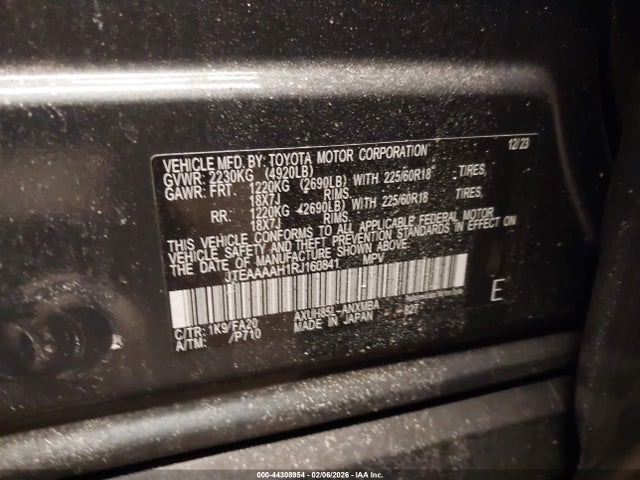 VEHICLE MFD. BY: TOYOTA MOTOR CORPORATION 12/23
GVWR: 2230KG (4920LB)
GAWR: FRT. 1220KG (2690LB) WITH 225/60R18 TIRES,
18X7J RIMS,
RR. 1220KG (2690LB) WITH 225/60R18 TIRES,
18X7J RIMS.
THIS VEHICLE CONFORMS TO ALL APPLICABLE FEDERAL MOTOR
VEHICLE SAFETY AND THEFT PREVENTION STANDARDS IN EFFECT ON
THE DATE OF MANUFACTURE SHOWN ABOVE.
JTEAAAAH1RJ160841 MPV
E
C/TR: 1K9/FA20 AXUH85L-ANXMBA
A/TM: /P710 MADE IN JAPAN 827
000-44308954 - 02/06/2026 - IAA Inc.